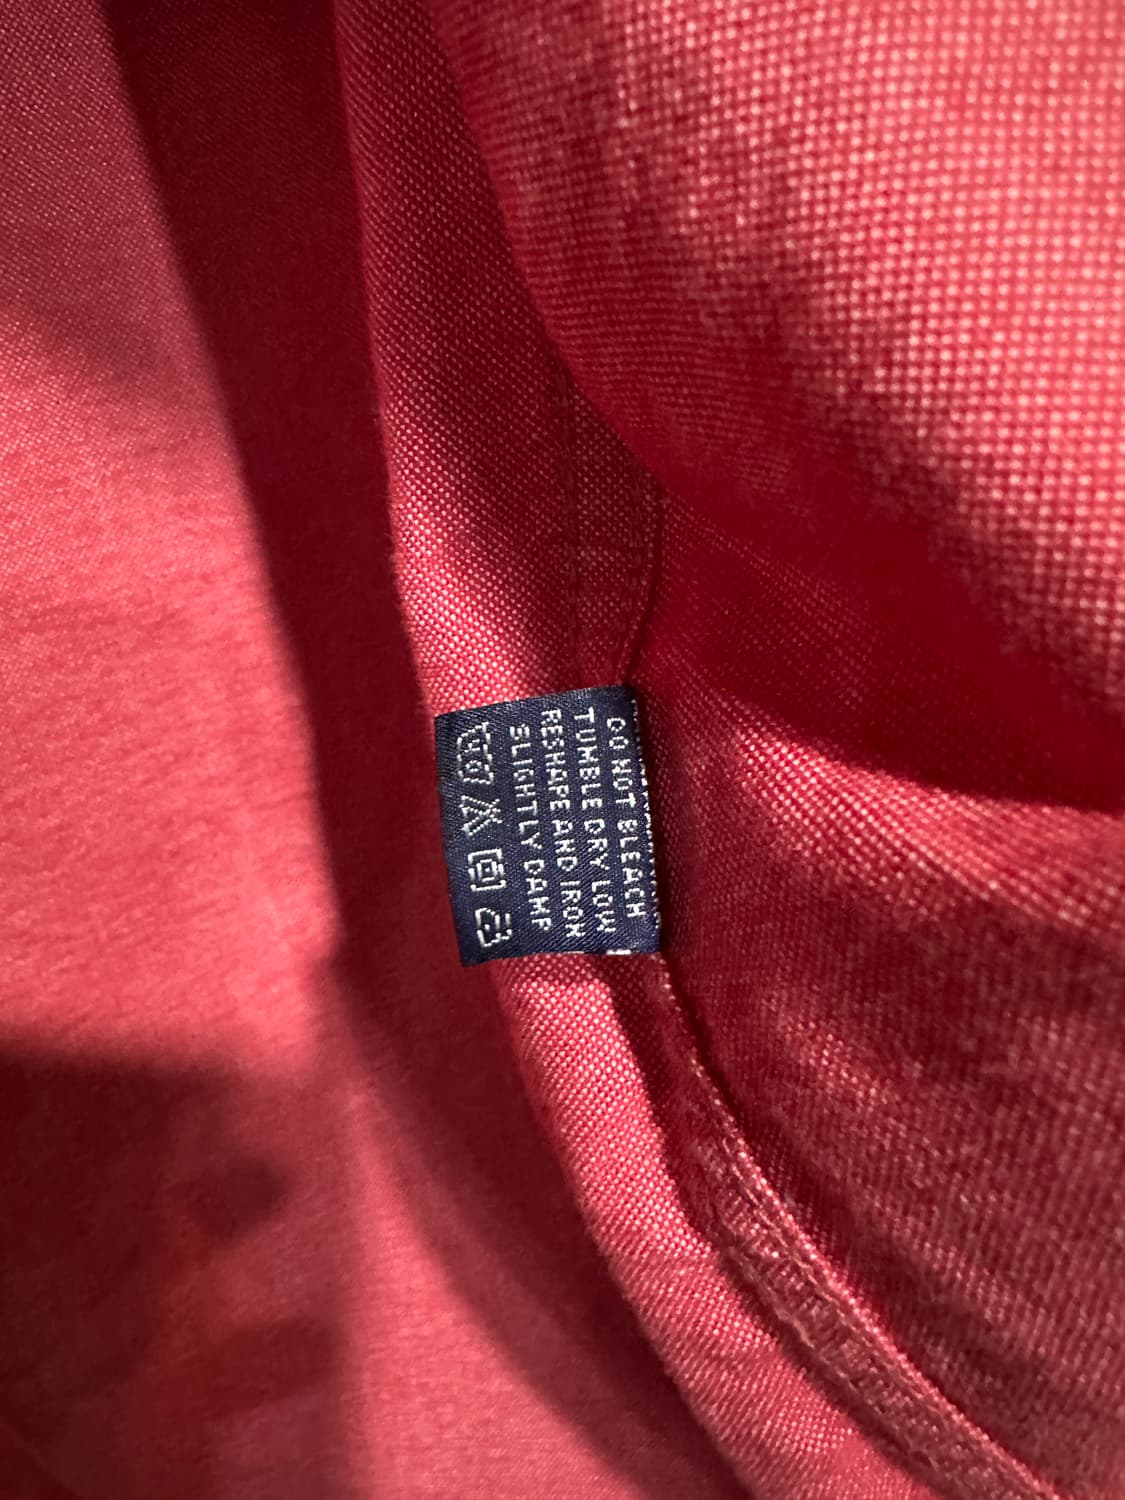 DO NOT BLEACH
TUMBLE DRY LOW
RESHAPE AND IRON
SLIGHTLY DAMP